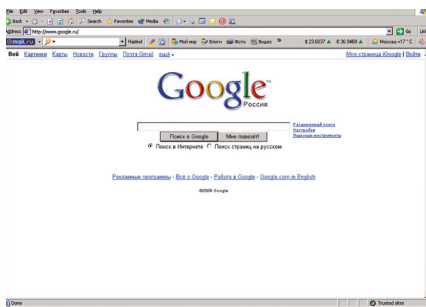 File Edit View Favorites Tools Help
Back Search Favorites Media
Address http://www.google.ru/ Go
@mail.ru Найти! Мой мир Блоги Фото Видео $ 23.6037 € 36.9469 Москва +17 °C
Веб Картинки Карты Новости Группы Почта Gmail ещё
Моя страница iGoogle | Войти
Google™
Россия
Расширенный поиск
Настройки
Языковые инструменты
Поиск в Google Мне повезёт!
Поиск в Интернете Поиск страниц на русском
Рекламные программы - Всё о Google - Работа в Google - Google.com in English
©2008 Google
Done Trusted sites